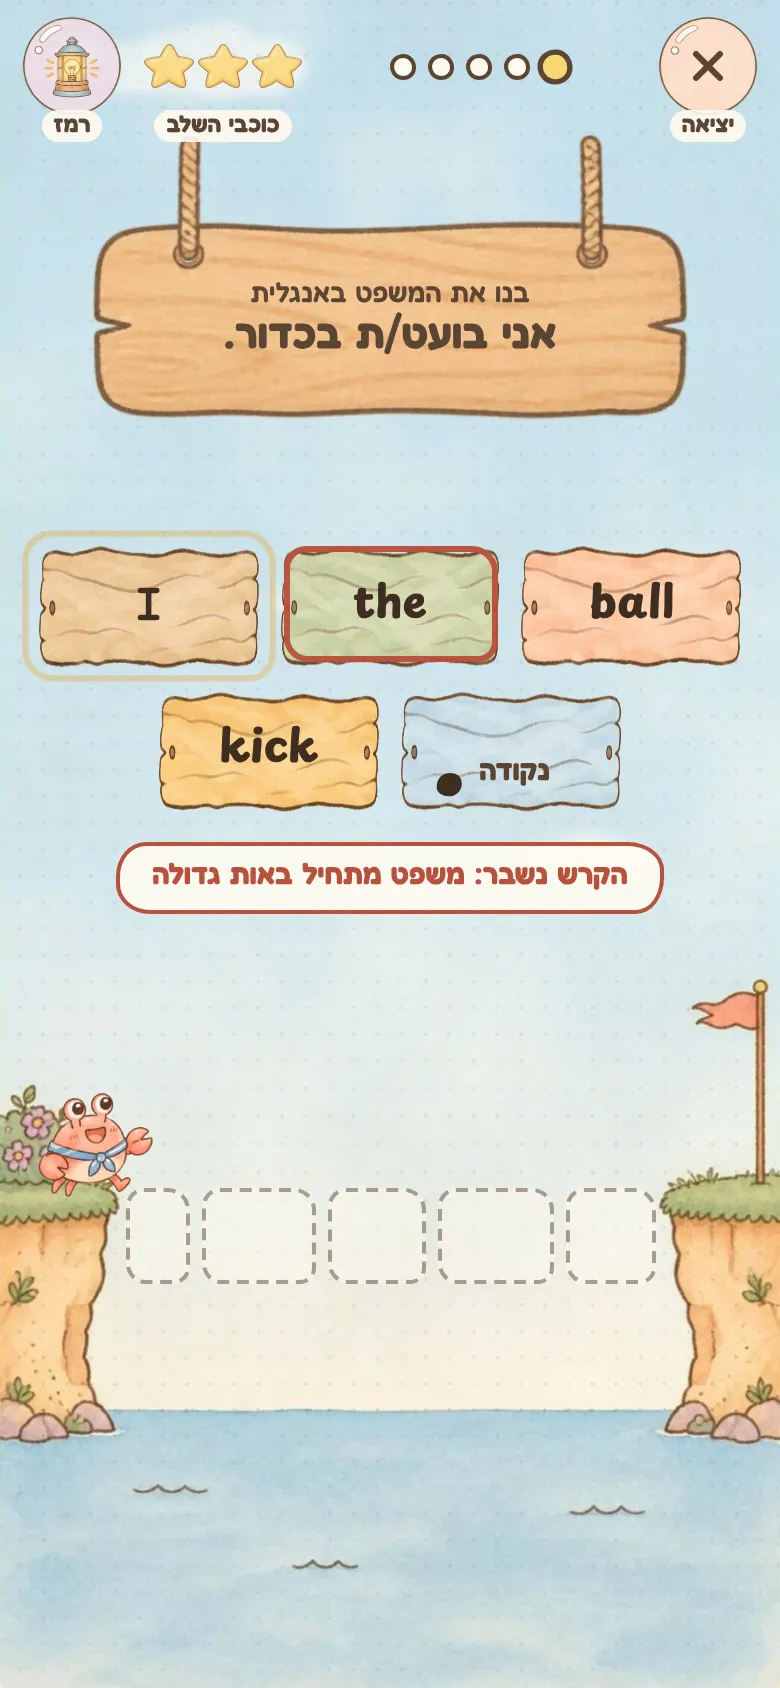 רמז
כוכבי השלב
יציאה
בנו את המשפט באנגלית
אני בועט/ת בכדור.
I
the
ball
kick
נקודה
הקרש נשבר: משפט מתחיל באות גדולה